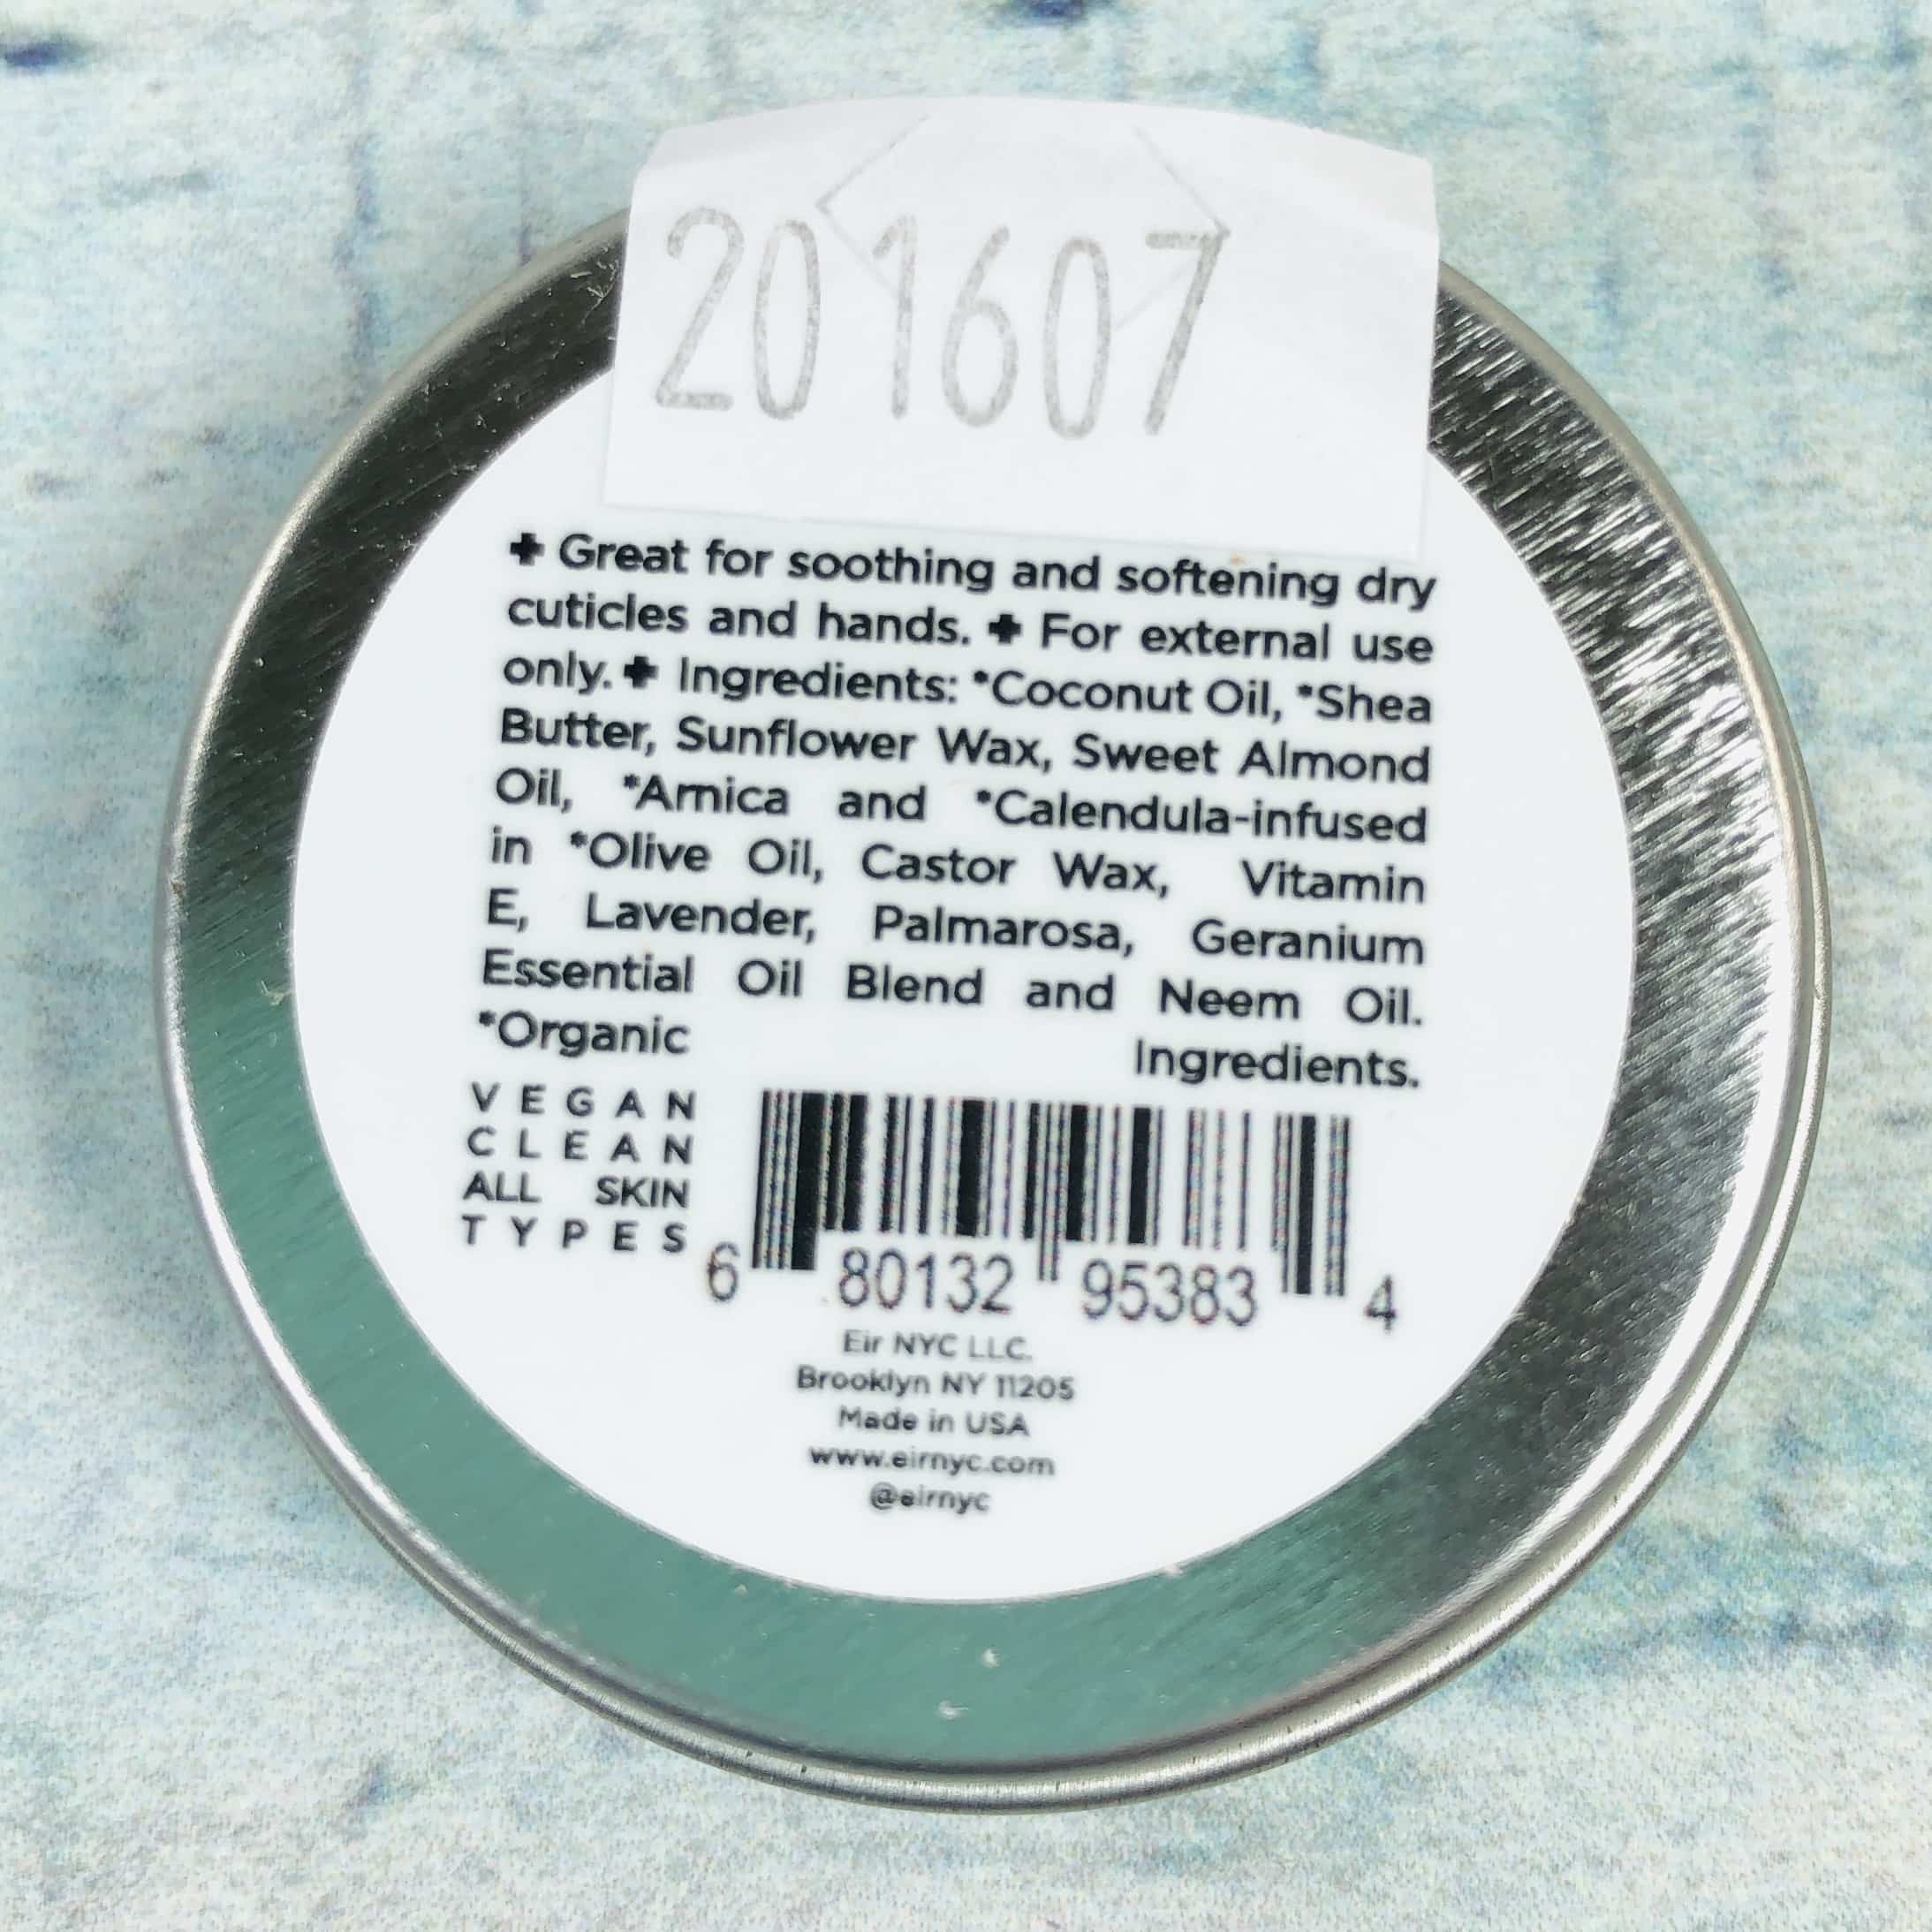 201607
✚ Great for soothing and softening dry
cuticles and hands. ✚ For external use
only. ✚ Ingredients: *Coconut Oil, *Shea
Butter, Sunflower Wax, Sweet Almond
Oil, *Arnica and *Calendula-infused
in *Olive Oil, Castor Wax, Vitamin
E, Lavender, Palmarosa, Geranium
Essential Oil Blend and Neem Oil.
*Organic Ingredients.
VEGAN
CLEAN
ALL SKIN
TYPES
6 80132 95383 4
Eir NYC LLC.
Brooklyn NY 11205
Made in USA
www.eirnyc.com
@eirnyc